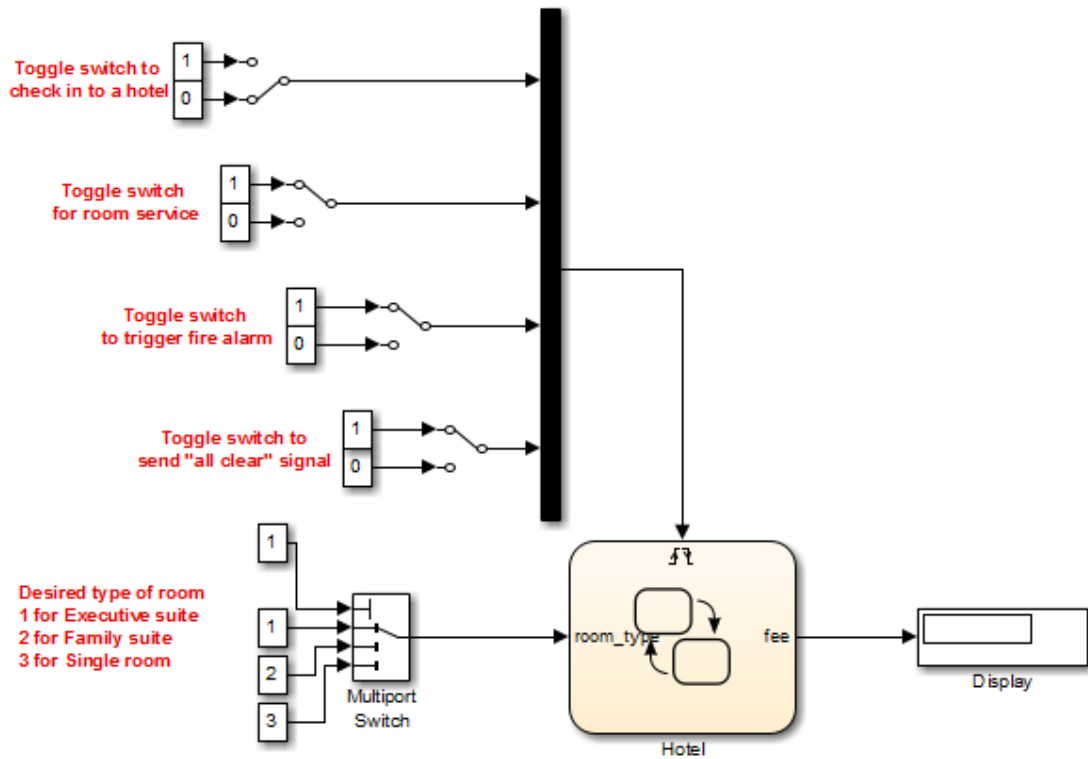 Toggle switch to
check in to a hotel
1
0
Toggle switch
for room service
1
0
Toggle switch
to trigger fire alarm
1
0
Toggle switch to
send "all clear" signal
1
0
1
Desired type of room
1 for Executive suite
2 for Family suite
3 for Single room
1
2
3
Multiport
Switch
room_type
fee
Hotel
Display